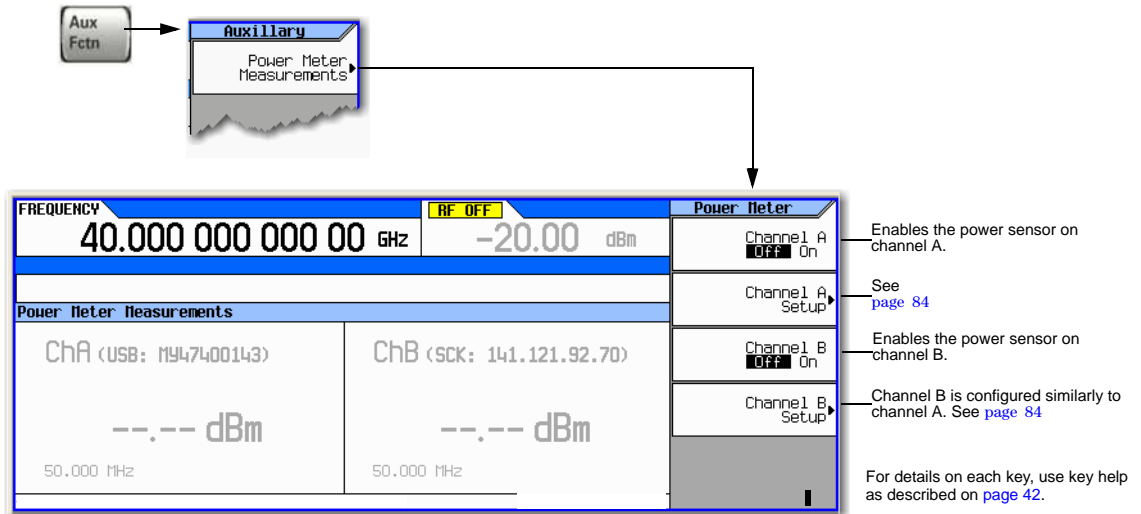 Aux
Fctn
Auxillary
Power Meter
Measurements
FREQUENCY
40.000 000 000 00 GHz
RF OFF
-20.00 dBm
Power Meter Measurements
ChA (USB: MY47400143)
--.-- dBm
50.000 MHz
ChB (SCK: 141.121.92.70)
--.-- dBm
50.000 MHz
Power Meter
Channel A
Off On
Channel A
Setup
Channel B
Off On
Channel B
Setup
Enables the power sensor on
channel A.
See
page 84
Enables the power sensor on
channel B.
Channel B is configured similarly to
channel A. See page 84
For details on each key, use key help
as described on page 42.